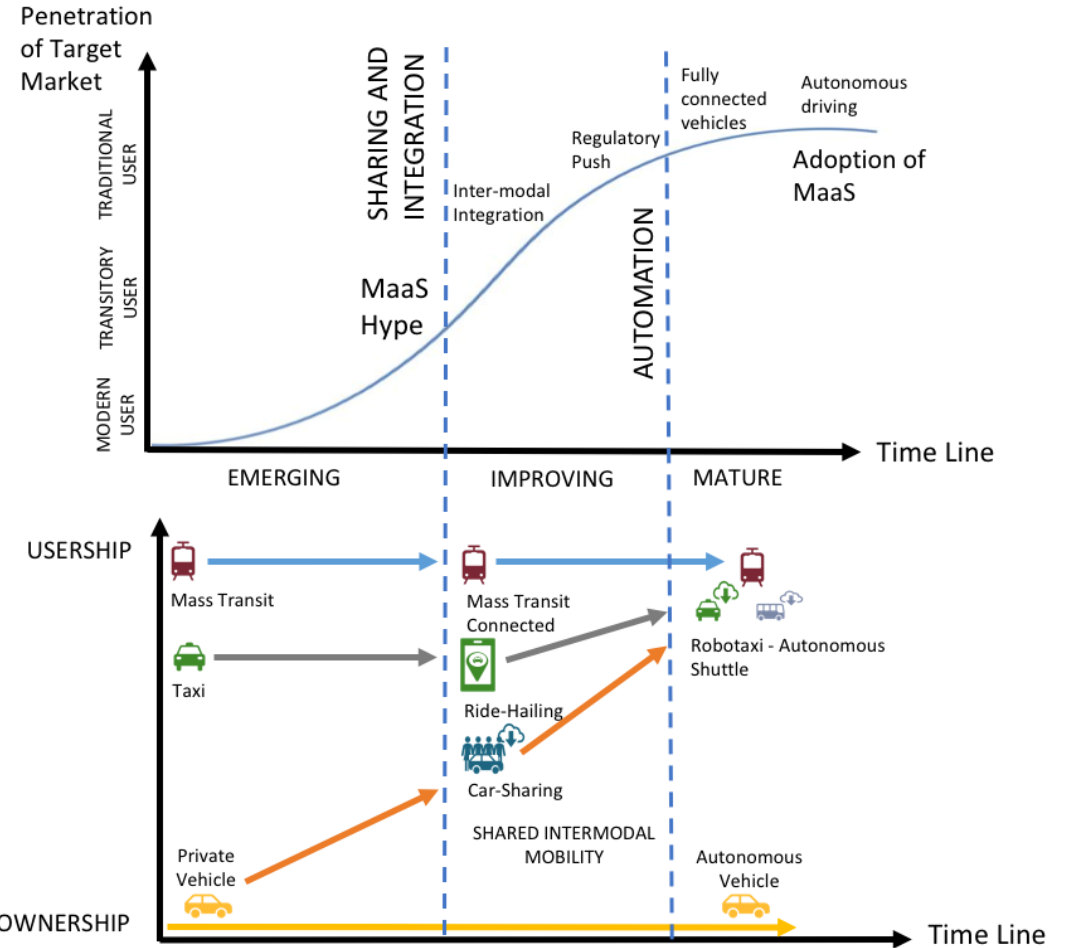 Penetration
of Target
Market
TRADITIONAL
USER
TRANSITORY
USER
MODERN
USER
SHARING AND
INTEGRATION
MaaS
Hype
Inter-modal
Integration
Regulatory
Push
AUTOMATION
Fully
connected
vehicles
Autonomous
driving
Adoption of
MaaS
Time Line
EMERGING
IMPROVING
MATURE
USERSHIP
Mass Transit
Mass Transit
Connected
Robotaxi - Autonomous
Shuttle
Taxi
Ride-Hailing
Car-Sharing
SHARED INTERMODAL
MOBILITY
Private
Vehicle
Autonomous
Vehicle
OWNERSHIP
Time Line